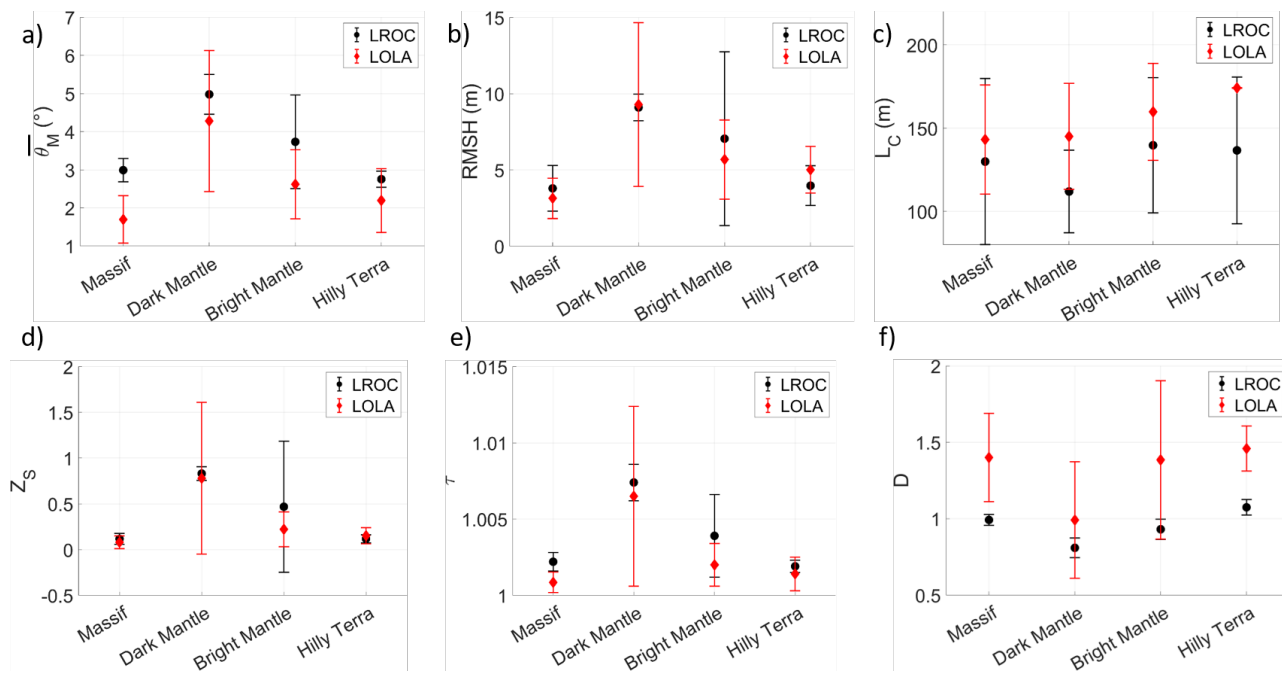 a)
7
6
5
4
3
2
1
θ̅_M (°)
LROC
LOLA
Massif
Dark Mantle
Bright Mantle
Hilly Terra
b)
15
10
5
0
RMSH (m)
LROC
LOLA
Massif
Dark Mantle
Bright Mantle
Hilly Terra
c)
200
150
100
L_C (m)
LROC
LOLA
Massif
Dark Mantle
Bright Mantle
Hilly Terra
d)
2
1.5
1
0.5
0
-0.5
Z_S
LROC
LOLA
Massif
Dark Mantle
Bright Mantle
Hilly Terra
e)
1.015
1.01
1.005
1
τ
LROC
LOLA
Massif
Dark Mantle
Bright Mantle
Hilly Terra
f)
2
1.5
1
0.5
D
LROC
LOLA
Massif
Dark Mantle
Bright Mantle
Hilly Terra